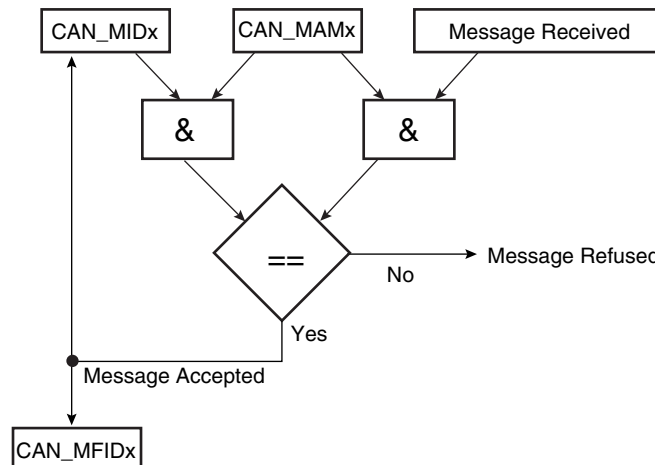 CAN_MIDx
CAN_MAMx
Message Received
&
&
==
No
Message Refused
Yes
Message Accepted
CAN_MFIDx